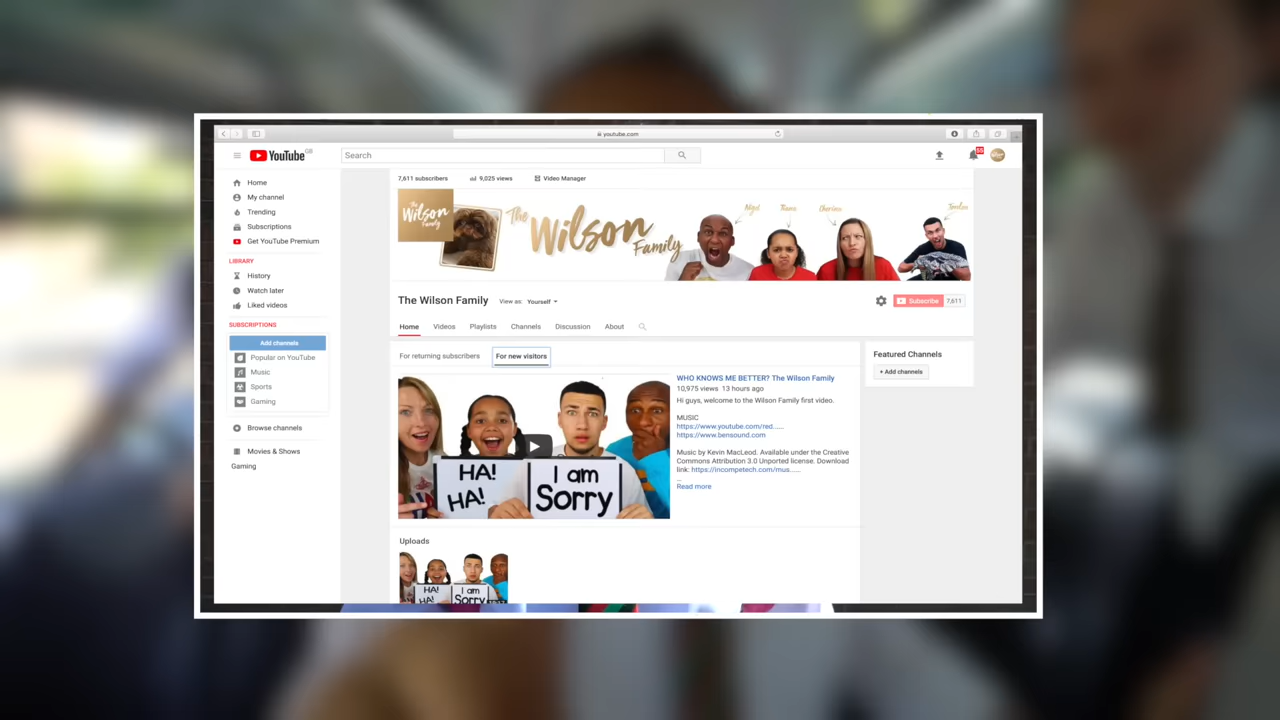 youtube.com
YouTube GB
Search
55
Home
My channel
Trending
Subscriptions
Get YouTube Premium
LIBRARY
History
Watch later
Liked videos
SUBSCRIPTIONS
Add channels
Popular on YouTube
Music
Sports
Gaming
Browse channels
Movies & Shows
Gaming
7,611 subscribers
9,025 views
Video Manager
The Wilson Family
The Wilson Family
Nigel
Tiana
Cherine
The Wilson Family
View as: Yourself
Subscribe 7,611
Home Videos Playlists Channels Discussion About
For returning subscribers
For new visitors
HA! HA!
I am Sorry
WHO KNOWS ME BETTER? The Wilson Family
10,975 views 13 hours ago
Hi guys, welcome to the Wilson Family first video.
MUSIC
https://www.youtube.com/red......
https://www.bensound.com
Music by Kevin MacLeod. Available under the Creative
Commons Attribution 3.0 Unported license. Download
link: https://incompetech.com/mus......
...
Read more
Featured Channels
+ Add channels
Uploads
HA! HA!
I am Sorry